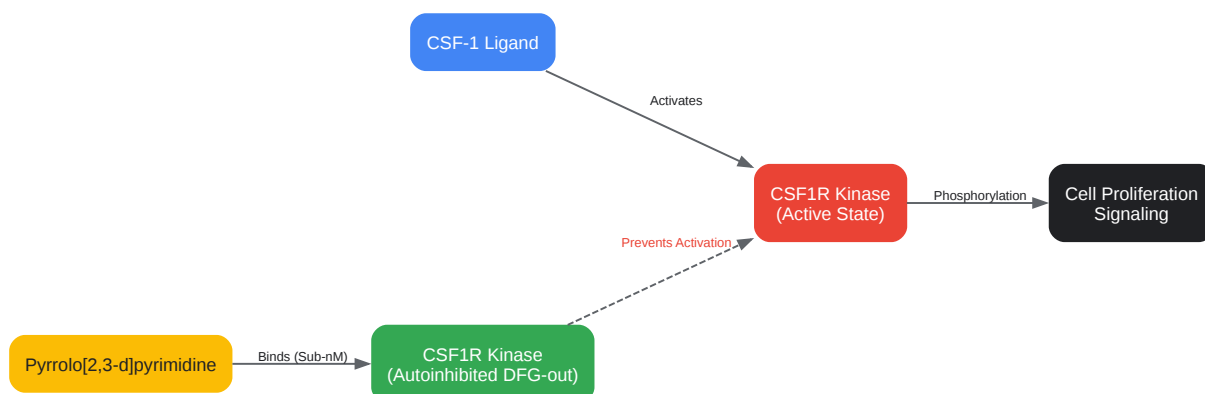 CSF-1 Ligand
Activates
CSF1R Kinase
(Active State)
Phosphorylation
Cell Proliferation
Signaling
Prevents Activation
Pyrrolo[2,3-d]pyrimidine
Binds (Sub-nM)
CSF1R Kinase
(Autoinhibited DFG-out)